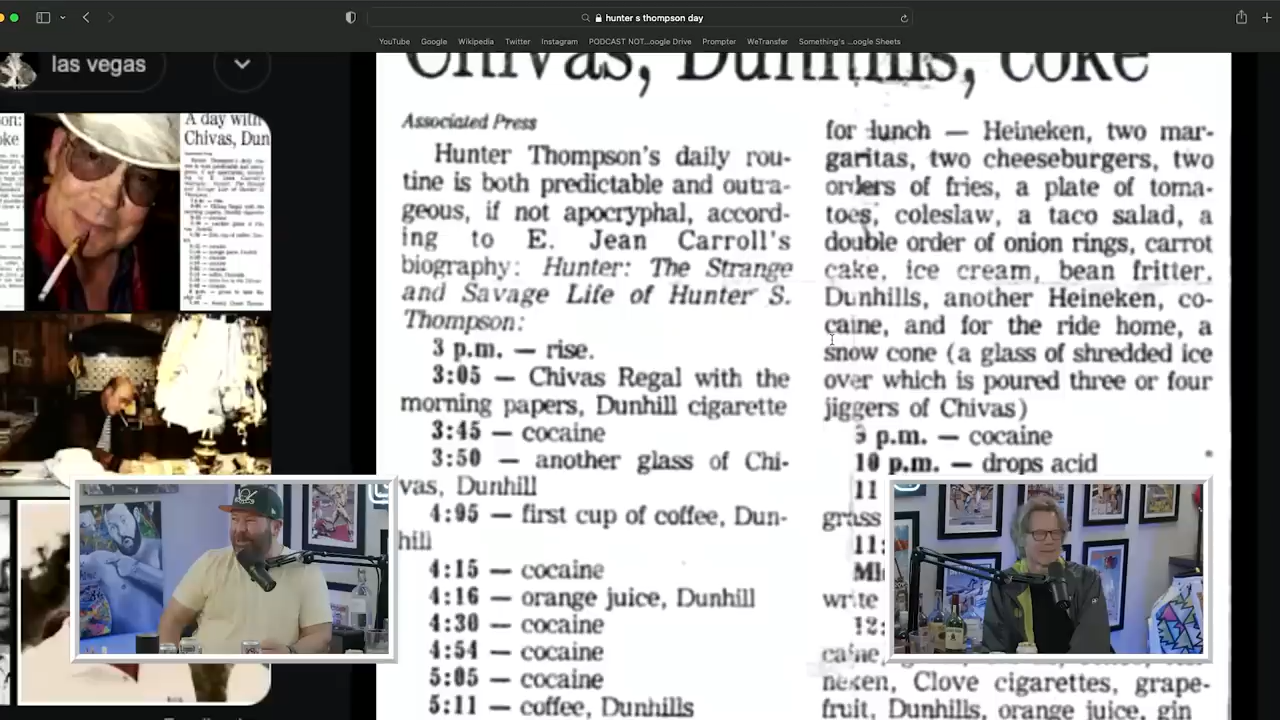 hunter s thompson day
YouTube Google Wikipedia Twitter Instagram PODCAST NOT...oogle Drive Prompter WeTransfer Something's ...oogle Sheets
las vegas
A day with
Chivas, Dun
Chivas, Dunhills, coke
Associated Press
Hunter Thompson's daily rou-
tine is both predictable and outra-
geous, if not apocryphal, accord-
ing to E. Jean Carroll's
biography: Hunter: The Strange
and Savage Life of Hunter S.
Thompson:
3 p.m. — rise.
3:05 — Chivas Regal with the
morning papers, Dunhill cigarette
3:45 — cocaine
3:50 — another glass of Chi-
vas, Dunhill
4:05 — first cup of coffee, Dun-
hill
4:15 — cocaine
4:16 — orange juice, Dunhill
4:30 — cocaine
4:54 — cocaine
5:05 — cocaine
5:11 — coffee, Dunhills
for lunch — Heineken, two mar-
garitas, two cheeseburgers, two
orders of fries, a plate of toma-
toes, coleslaw, a taco salad, a
double order of onion rings, carrot
cake, ice cream, bean fritter,
Dunhills, another Heineken, co-
caine, and for the ride home, a
snow cone (a glass of shredded ice
over which is poured three or four
jiggers of Chivas)
p.m. — cocaine
10 p.m. — drops acid
11
grass
11:
write
12:
caine,
neken, Clove cigarettes, grape-
fruit, Dunhills, orange juice, gin